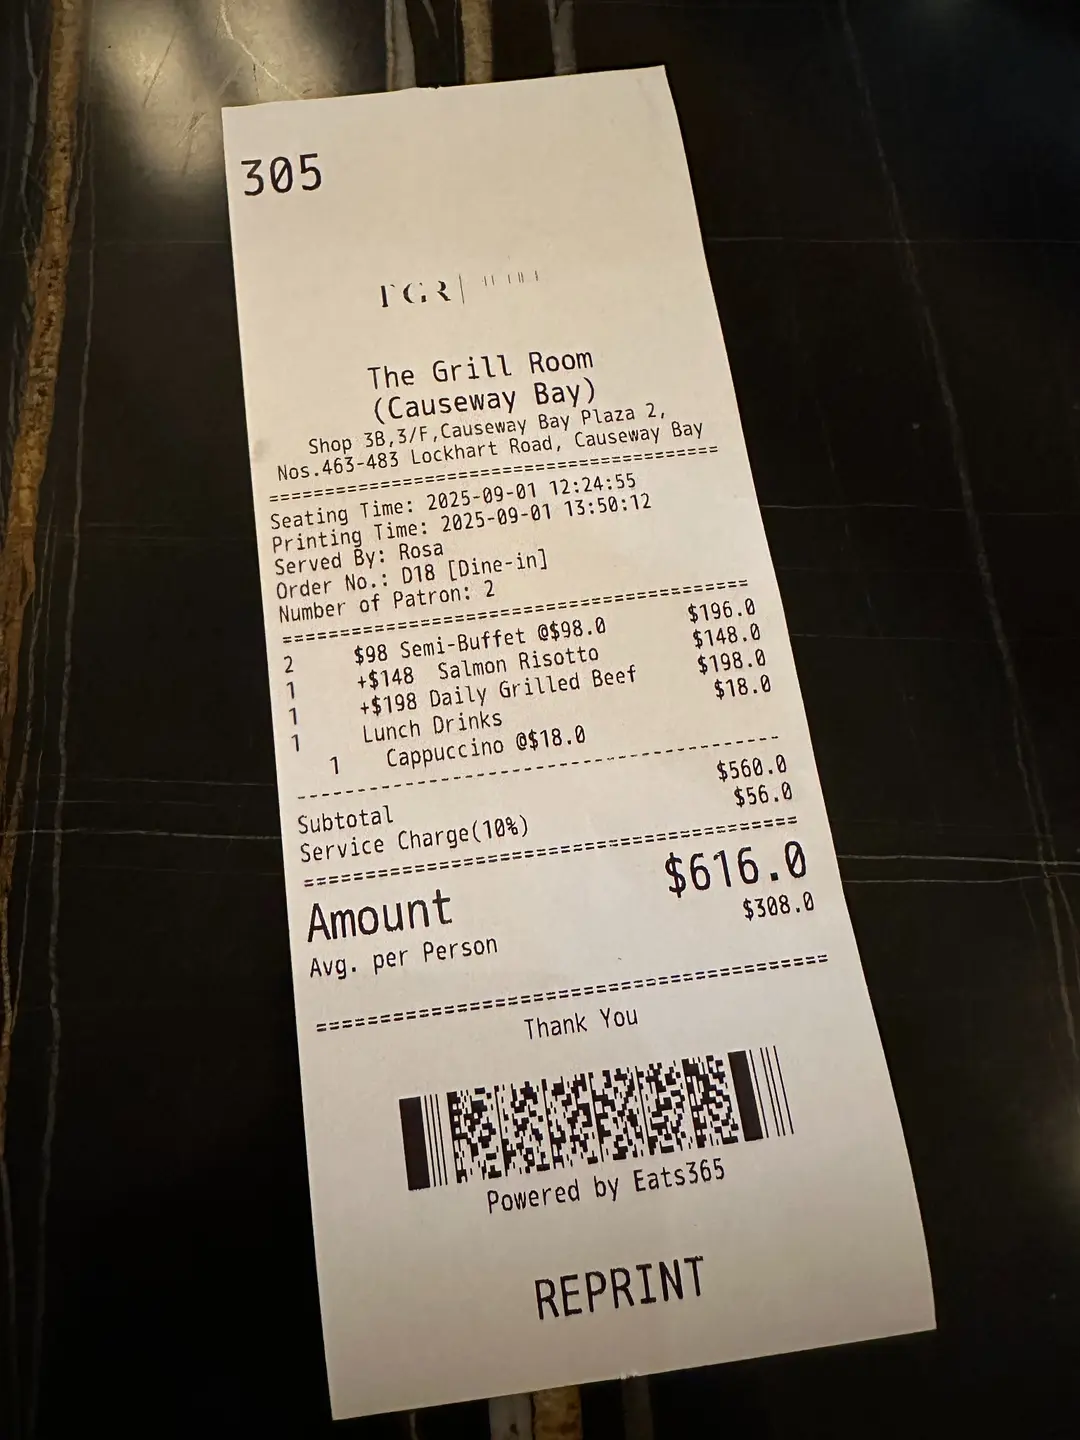 305
TGR
The Grill Room
(Causeway Bay)
Shop 3B,3/F,Causeway Bay Plaza 2,
Nos.463-483 Lockhart Road, Causeway Bay
Seating Time: 2025-09-01 12:24:55
Printing Time: 2025-09-01 13:50:12
Served By: Rosa
Order No.: D18 [Dine-in]
Number of Patron: 2
2 $98 Semi-Buffet @$98.0 $196.0
1 +$148 Salmon Risotto $148.0
1 +$198 Daily Grilled Beef $198.0
1 Lunch Drinks $18.0
1 Cappuccino @$18.0
Subtotal $560.0
Service Charge(10%) $56.0
Amount $616.0
Avg. per Person $308.0
Thank You
Powered by Eats365
REPRINT